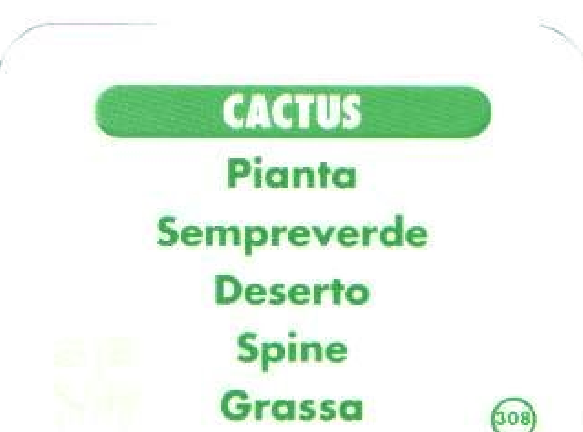 CACTUS
Pianta
Sempreverde
Deserto
Spine
Grassa
308